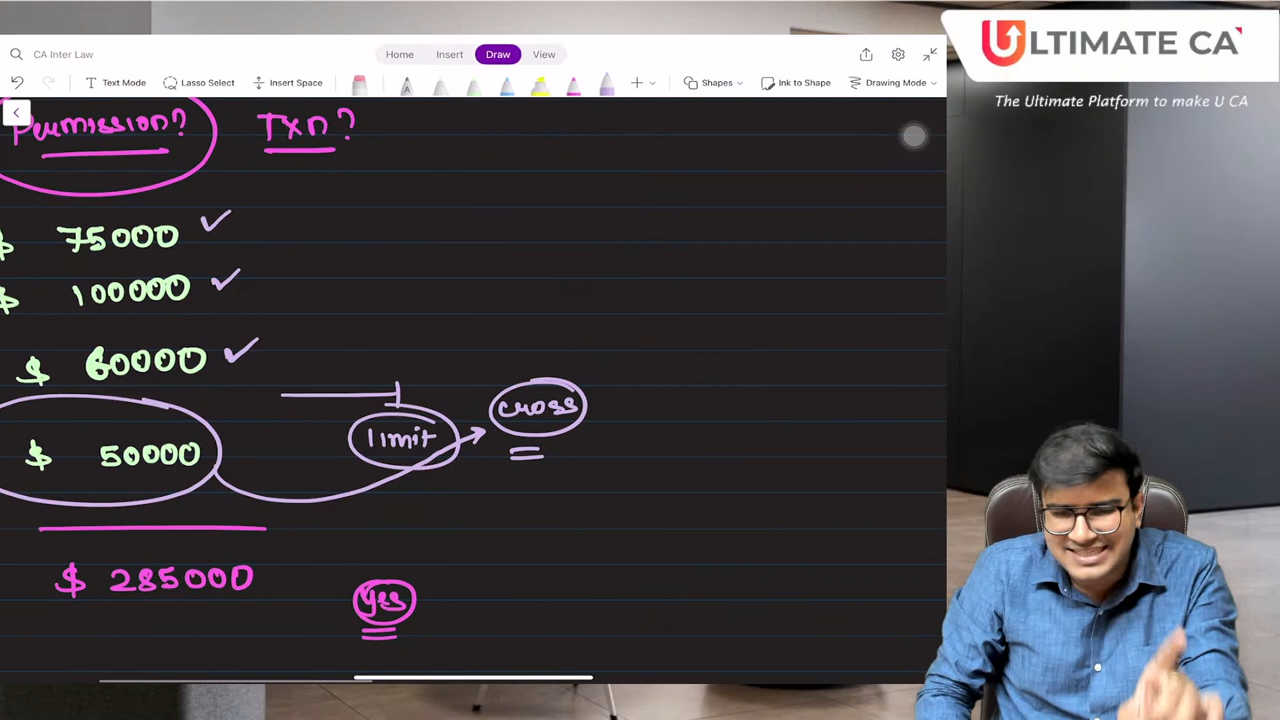 CA Inter Law
Home Insert Draw View
Text Mode Lasso Select Insert Space Shapes Ink to Shape Drawing Mode
ULTIMATE CA
The Ultimate Platform to make U CA
Permission? Txn?
$ 75000
$ 100000
$ 60000
cross
limit
$ 50000
$ 285000
yes